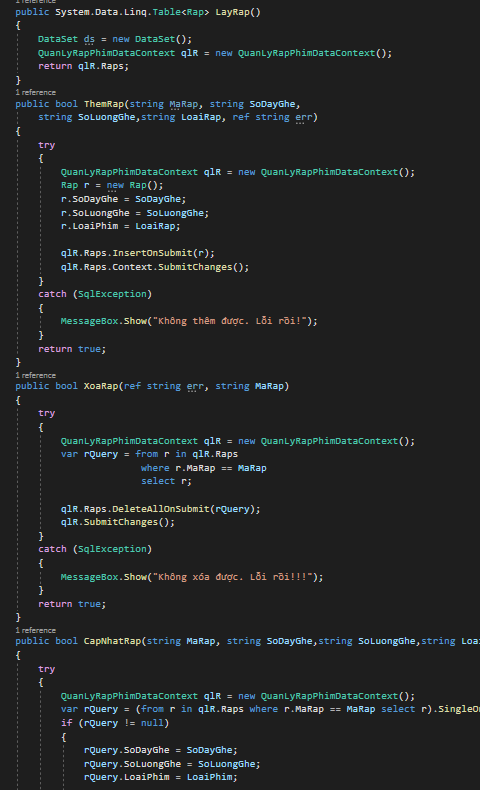 1 reference
public System.Data.Linq.Table<Rap> LayRap()
{
DataSet ds = new DataSet();
QuanLyRapPhimDataContext qlR = new QuanLyRapPhimDataContext();
return qlR.Raps;
}
1 reference
public bool ThemRap(string MaRap, string SoDayGhe,
string SoLuongGhe,string LoaiRap, ref string err)
{
try
{
QuanLyRapPhimDataContext qlR = new QuanLyRapPhimDataContext();
Rap r = new Rap();
r.SoDayGhe = SoDayGhe;
r.SoLuongGhe = SoLuongGhe;
r.LoaiPhim = LoaiRap;
qlR.Raps.InsertOnSubmit(r);
qlR.Raps.Context.SubmitChanges();
}
catch (SqlException)
{
MessageBox.Show("Không thêm được. Lỗi rồi!");
}
return true;
}
1 reference
public bool XoaRap(ref string err, string MaRap)
{
try
{
QuanLyRapPhimDataContext qlR = new QuanLyRapPhimDataContext();
var rQuery = from r in qlR.Raps
where r.MaRap == MaRap
select r;
qlR.Raps.DeleteAllOnSubmit(rQuery);
qlR.SubmitChanges();
}
catch (SqlException)
{
MessageBox.Show("Không xóa được. Lỗi rồi!!!");
}
return true;
}
1 reference
public bool CapNhatRap(string MaRap, string SoDayGhe,string SoLuongGhe,string Loai
{
try
{
QuanLyRapPhimDataContext qlR = new QuanLyRapPhimDataContext();
var rQuery = (from r in qlR.Raps where r.MaRap == MaRap select r).SingleO
if (rQuery != null)
{
rQuery.SoDayGhe = SoDayGhe;
rQuery.SoLuongGhe = SoLuongGhe;
rQuery.LoaiPhim = LoaiPhim;